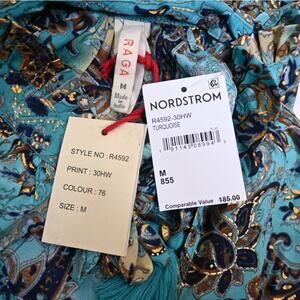 RAGA
M
Made
in
India
NORDSTROM
R4592-30HW
TURQUOISE
M
855
Comparable Value 185.00
STYLE NO : R4592
PRINT : 30HW
COLOUR : 76
SIZE : M